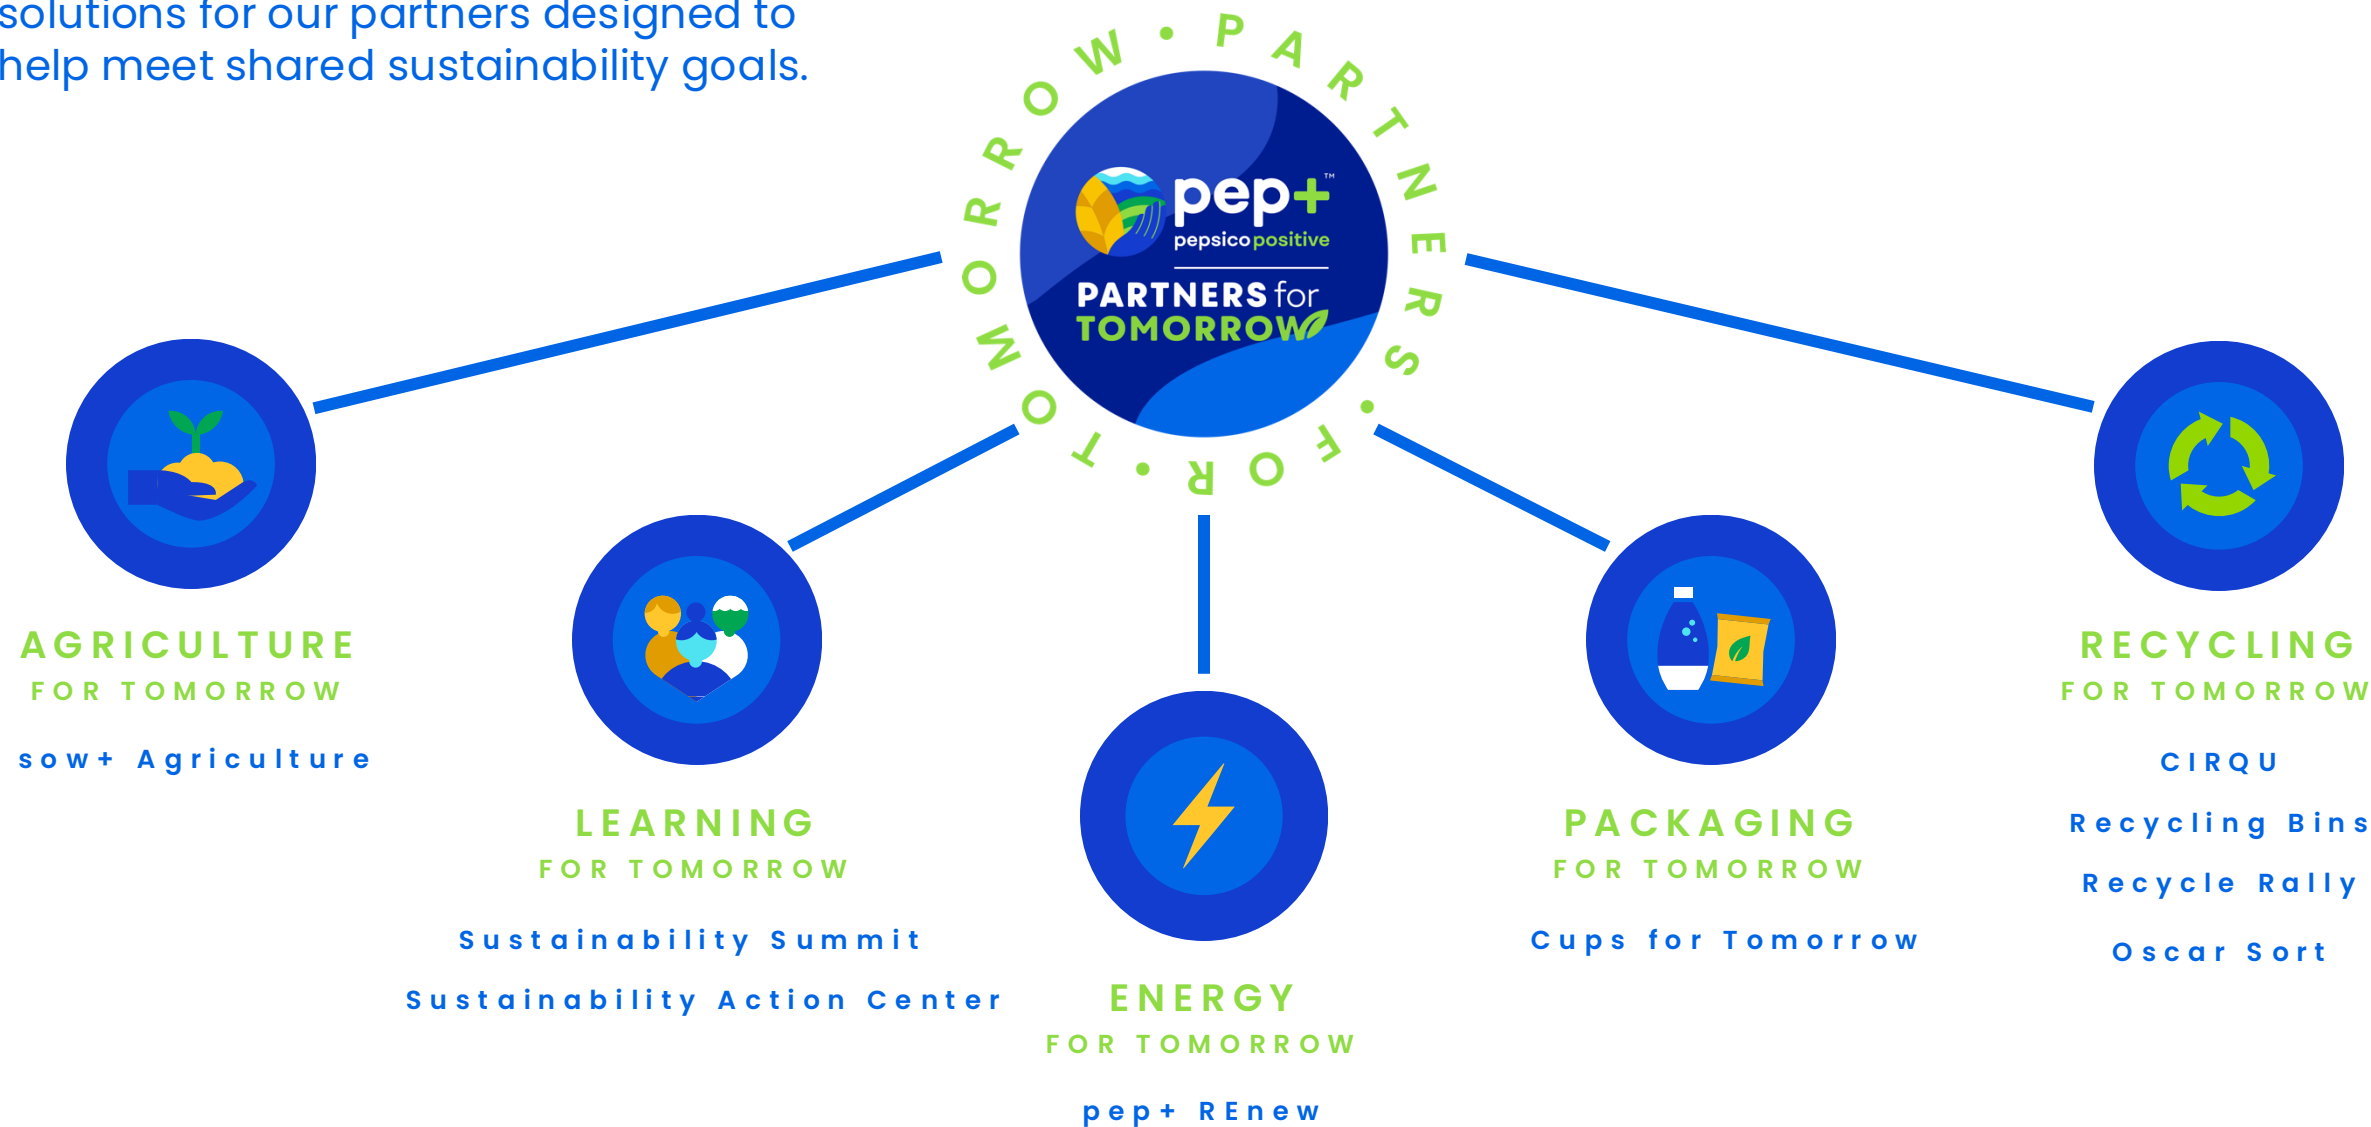 solutions for our partners designed to
help meet shared sustainability goals.
PARTNERS • FOR • TOMORROW •
pep+™
pepsico positive
PARTNERS for
TOMORROW
AGRICULTURE
FOR TOMORROW
sow+ Agriculture
LEARNING
FOR TOMORROW
Sustainability Summit
Sustainability Action Center
ENERGY
FOR TOMORROW
pep+ REnew
PACKAGING
FOR TOMORROW
Cups for Tomorrow
RECYCLING
FOR TOMORROW
CIRQU
Recycling Bins
Recycle Rally
Oscar Sort